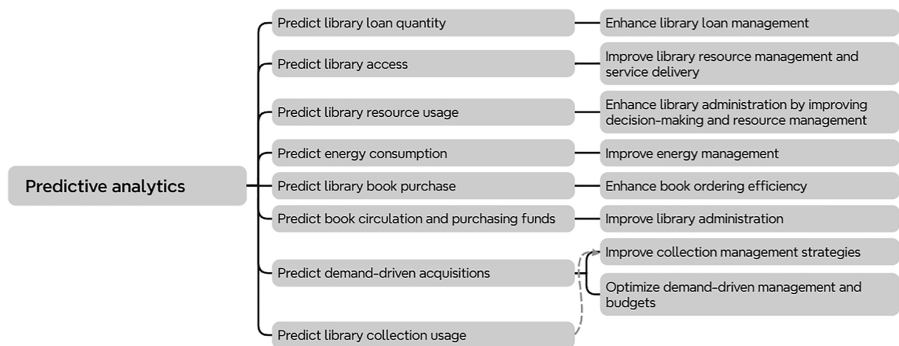 Predict library loan quantity
Enhance library loan management
Predict library access
Improve library resource management and
service delivery
Predict library resource usage
Enhance library administration by improving
decision-making and resource management
Predict energy consumption
Improve energy management
Predictive analytics
Predict library book purchase
Enhance book ordering efficiency
Predict book circulation and purchasing funds
Improve library administration
Improve collection management strategies
Predict demand-driven acquisitions
Optimize demand-driven management and
budgets
Predict library collection usage